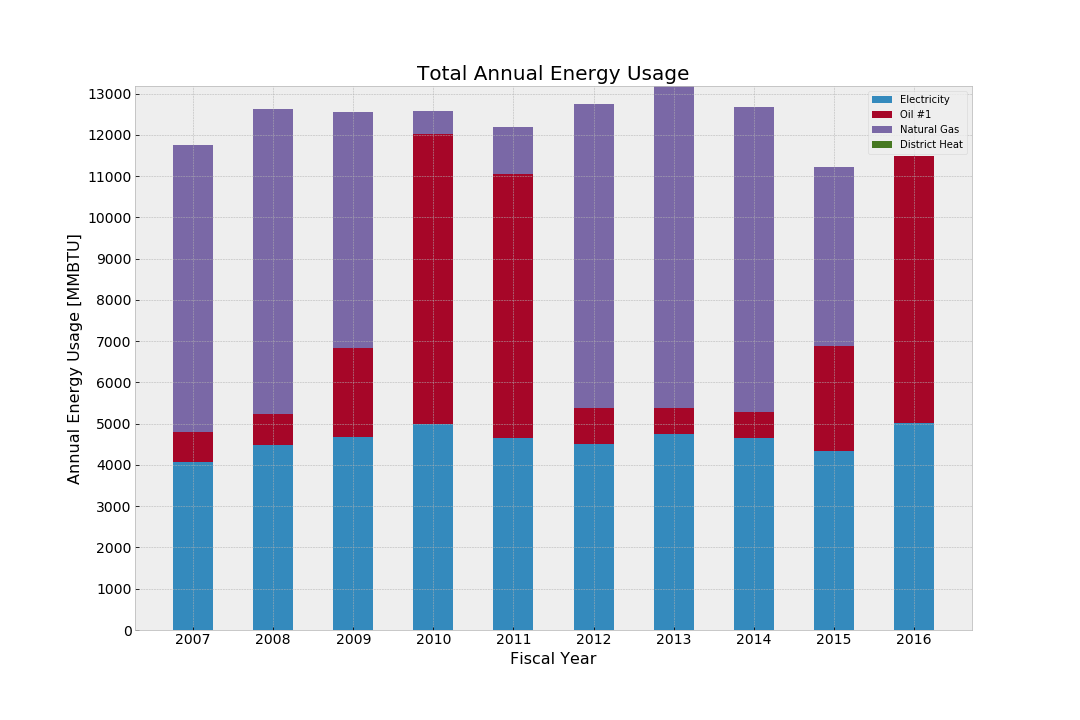 Total Annual Energy Usage
Annual Energy Usage [MMBTU]
13000
12000
11000
10000
9000
8000
7000
6000
5000
4000
3000
2000
1000
0
Electricity
Oil #1
Natural Gas
District Heat
2007 2008 2009 2010 2011 2012 2013 2014 2015 2016
Fiscal Year